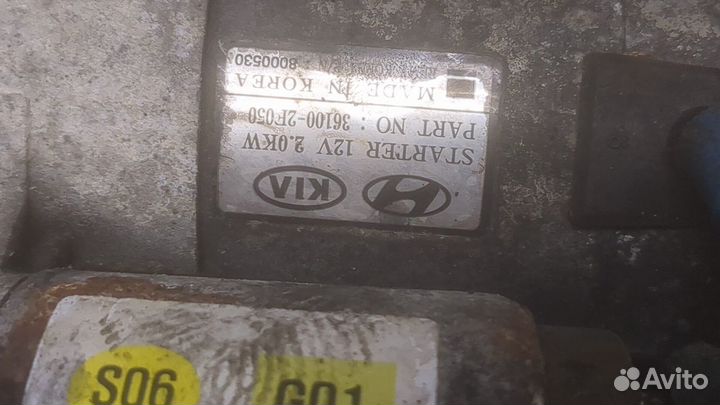 KIA
STARTER 12V 2.0KW
PART NO : 36100-2F050
MADE IN KOREA
8000530
S06
G01
Avito